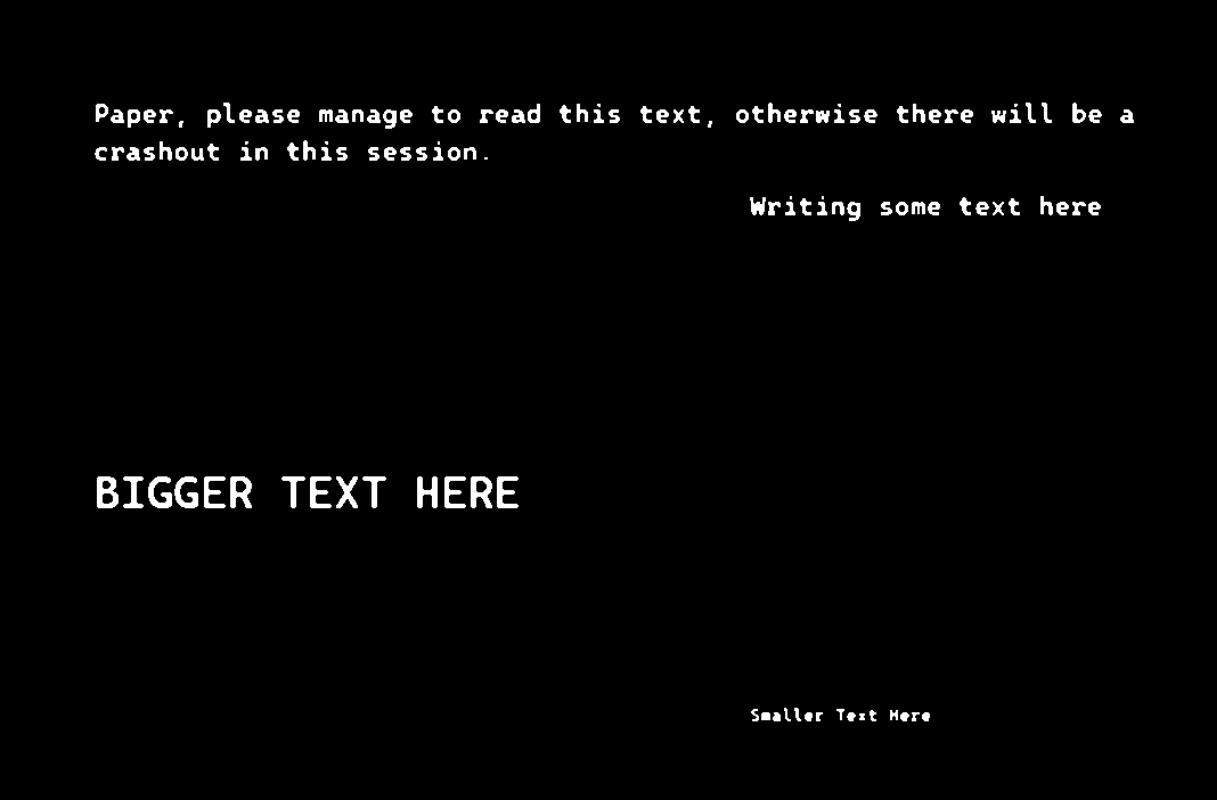 Paper, please manage to read this text, otherwise there will be a
crashout in this session.
Writing some text here
BIGGER TEXT HERE
Smaller Text Here